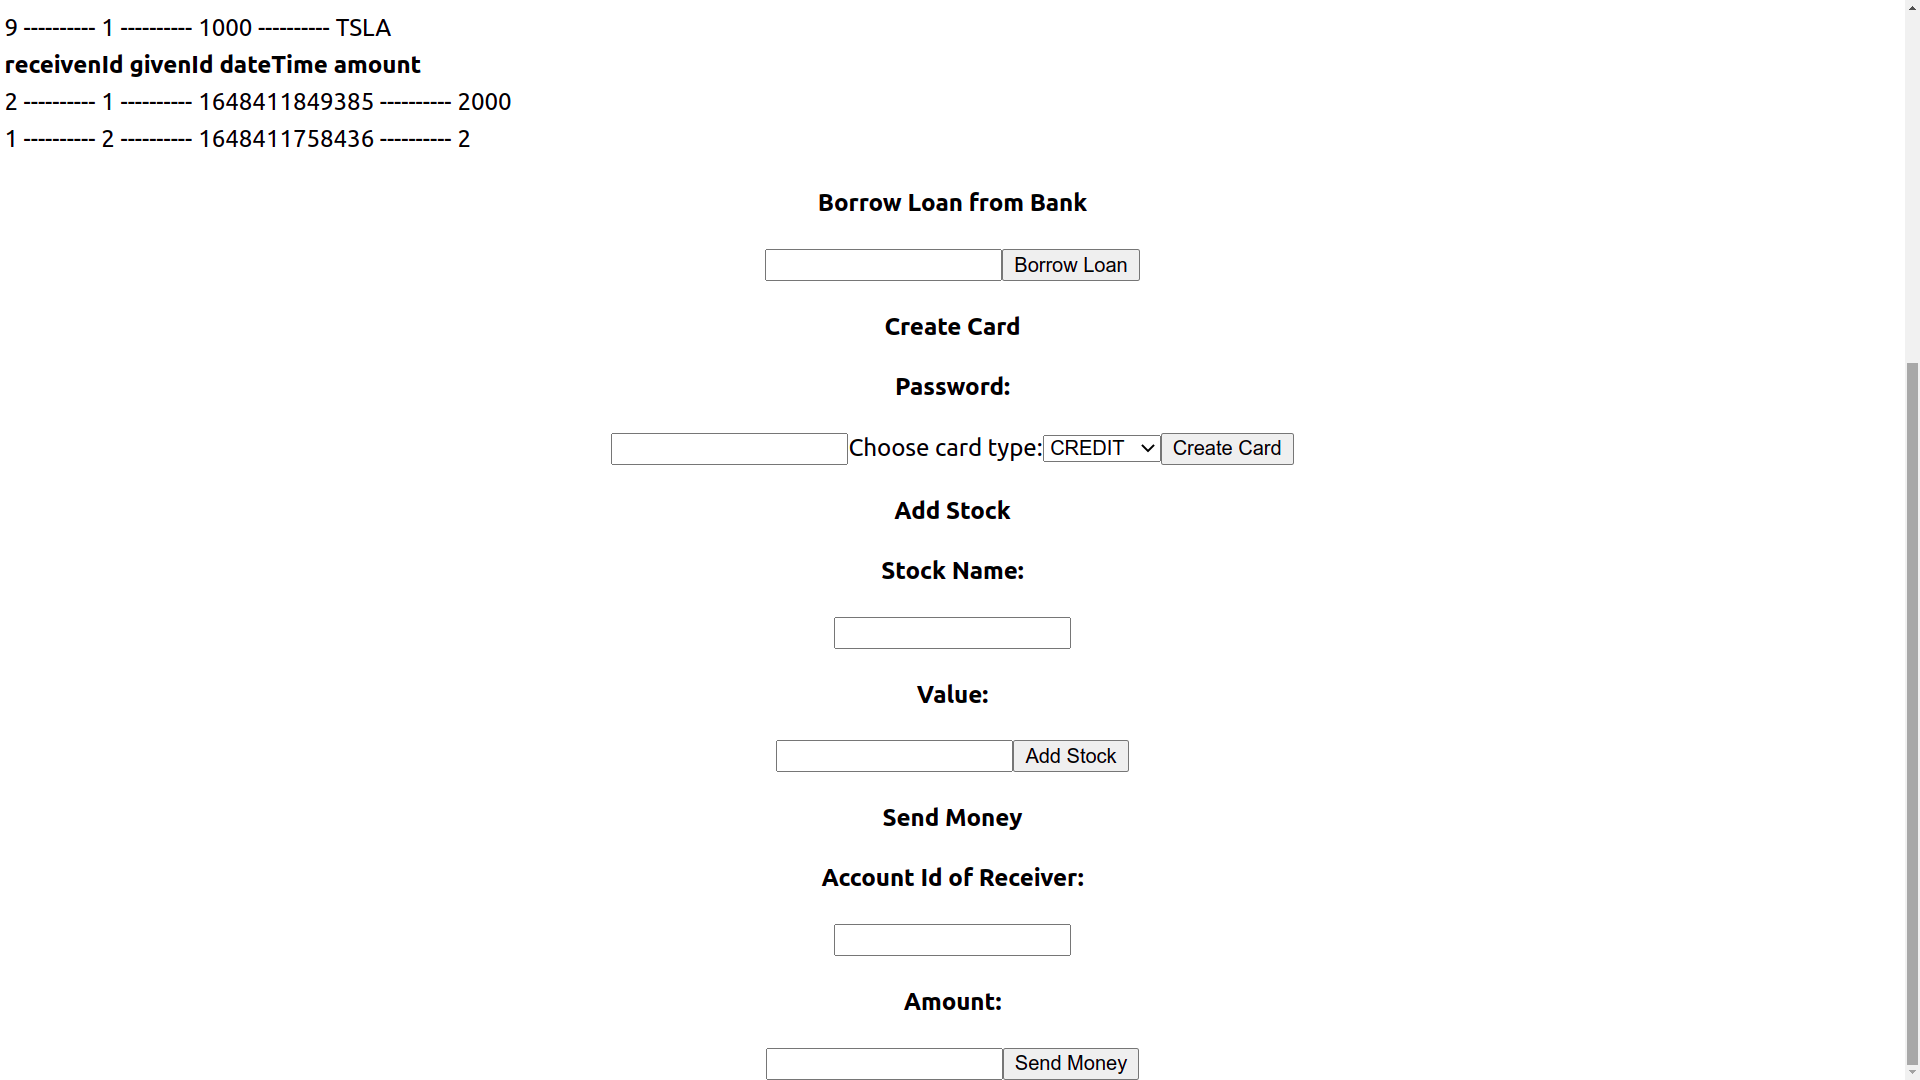 9 ---------- 1 ---------- 1000 ---------- TSLA
receivenId givenId dateTime amount
2 ---------- 1 ---------- 1648411849385 ---------- 2000
1 ---------- 2 ---------- 1648411758436 ---------- 2
Borrow Loan from Bank
Borrow Loan
Create Card
Password:
Choose card type: CREDIT Create Card
Add Stock
Stock Name:
Value:
Add Stock
Send Money
Account Id of Receiver:
Amount:
Send Money